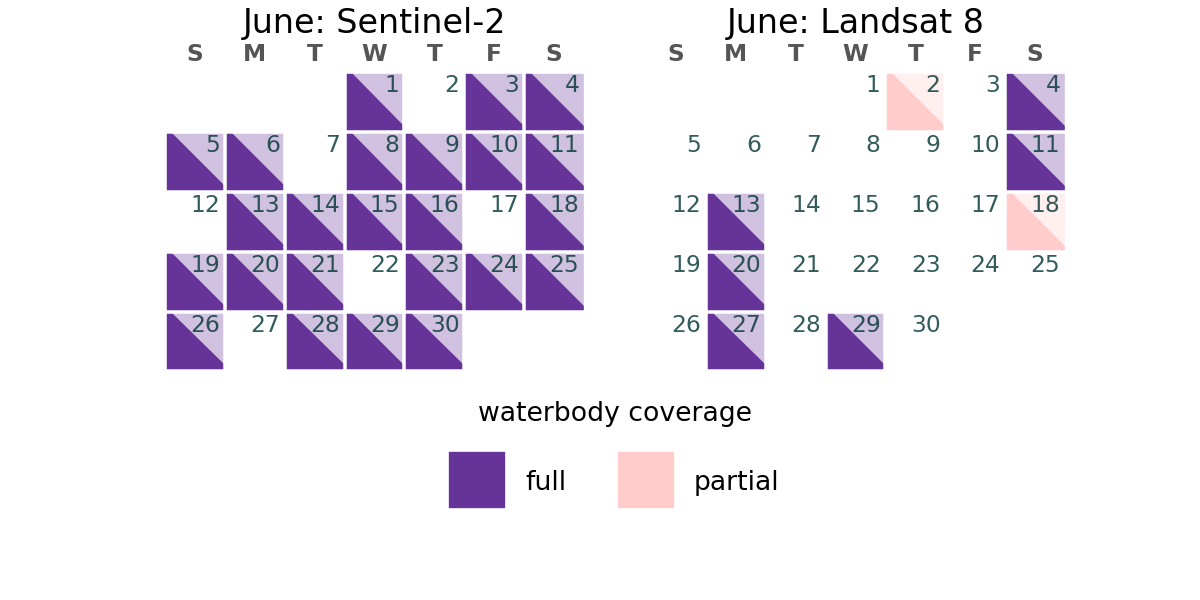 June: Sentinel-2
S M T W T F S
1 2 3 4
5 6 7 8 9 10 11
12 13 14 15 16 17 18
19 20 21 22 23 24 25
26 27 28 29 30
June: Landsat 8
S M T W T F S
1 2 3 4
5 6 7 8 9 10 11
12 13 14 15 16 17 18
19 20 21 22 23 24 25
26 27 28 29 30
waterbody coverage
full partial